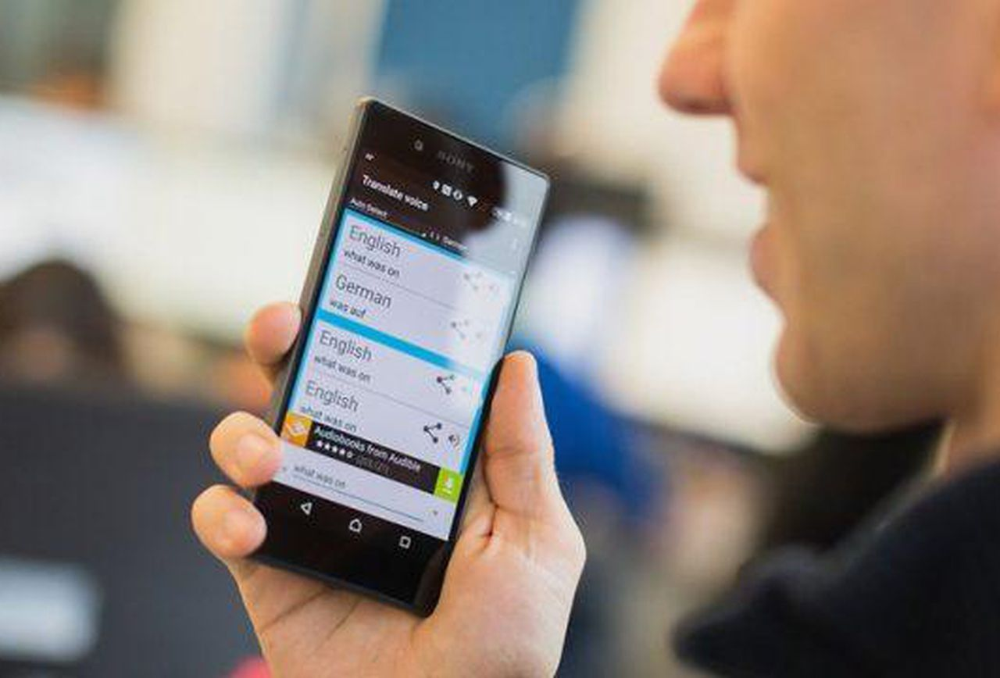 SONY
Translate voice
Auto Select
English
what was on
German
was auf
English
what was on
English
what was on
Audiobooks from Audible
what was on